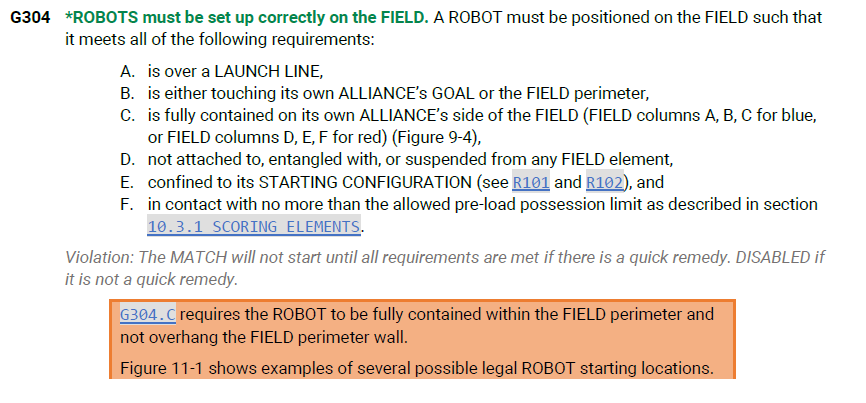 G304 *ROBOTS must be set up correctly on the FIELD. A ROBOT must be positioned on the FIELD such that
it meets all of the following requirements:
A. is over a LAUNCH LINE,
B. is either touching its own ALLIANCE’s GOAL or the FIELD perimeter,
C. is fully contained on its own ALLIANCE’s side of the FIELD (FIELD columns A, B, C for blue,
or FIELD columns D, E, F for red) (Figure 9-4),
D. not attached to, entangled with, or suspended from any FIELD element,
E. confined to its STARTING CONFIGURATION (see R101 and R102), and
F. in contact with no more than the allowed pre-load possession limit as described in section
10.3.1 SCORING ELEMENTS.
Violation: The MATCH will not start until all requirements are met if there is a quick remedy. DISABLED if
it is not a quick remedy.
G304.C requires the ROBOT to be fully contained within the FIELD perimeter and
not overhang the FIELD perimeter wall.
Figure 11-1 shows examples of several possible legal ROBOT starting locations.